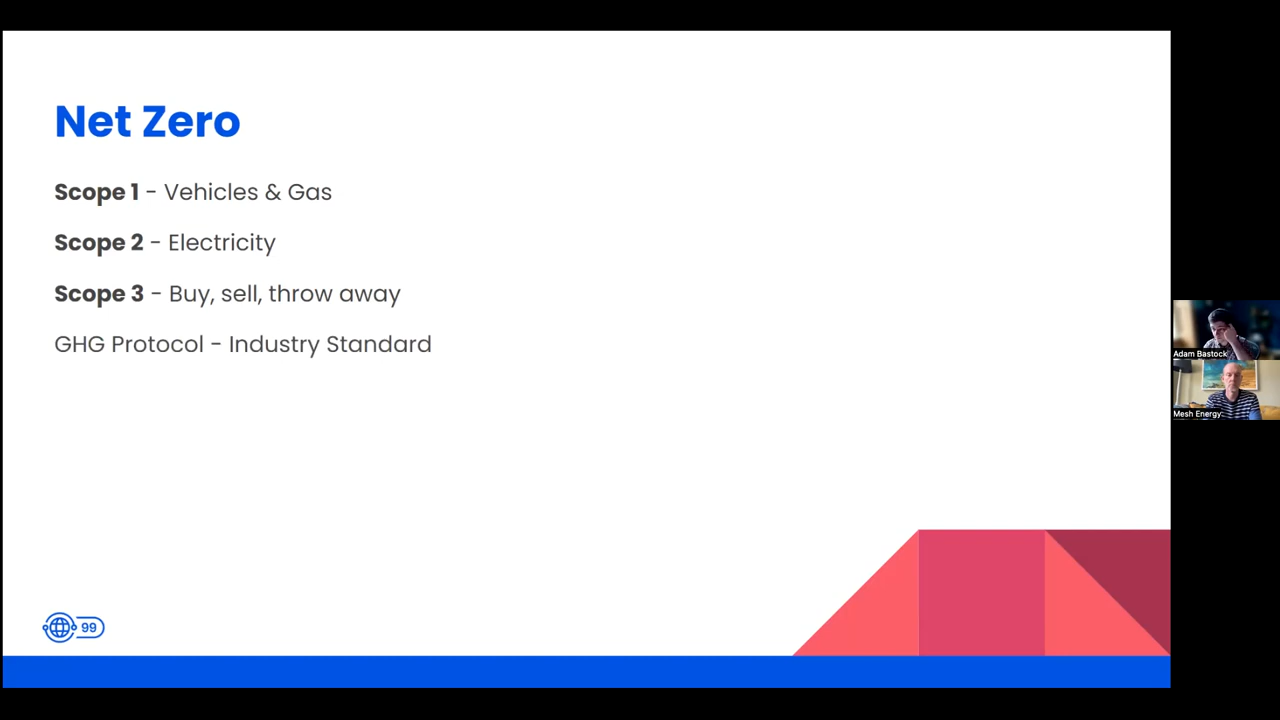 Net Zero
Scope 1 - Vehicles & Gas
Scope 2 - Electricity
Scope 3 - Buy, sell, throw away
GHG Protocol - Industry Standard
99
Adam Bastock
Mesh Energy